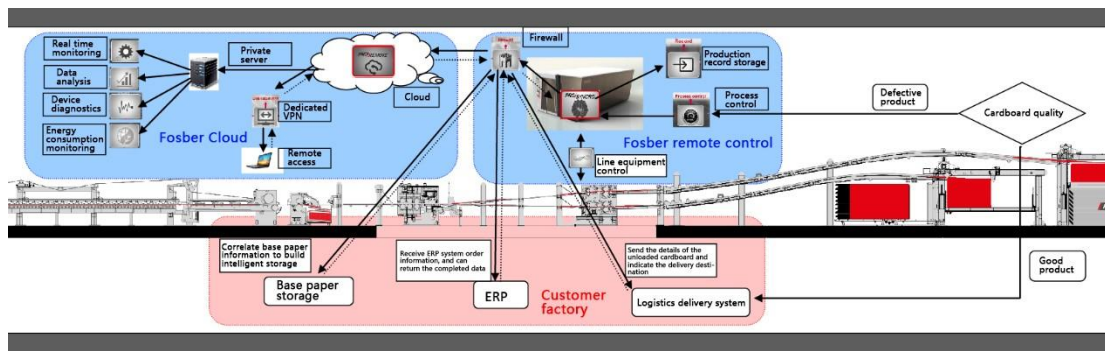 Real time
monitoring
Data
analysis
Device
diagnostics
Energy
consumption
monitoring
Private
server
Fosber Cloud
Cloud
Dedicated
VPN
Remote
access
Firewall
Production
record storage
Process
control
Fosber remote control
Line equipment
control
Defective
product
Cardboard quality
Good
product
Correlate base paper
information to build
intelligent storage
Base paper
storage
Receive ERP system order
information, and can
return the completed data
ERP
Customer
factory
Send the details of the
unloaded cardboard and
indicate the delivery desti-
nation
Logistics delivery system